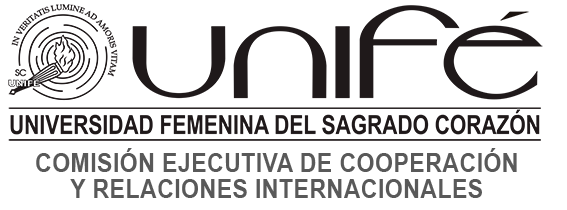 IN VERITATIS LUMINE AD AMORIS VITAM
SC
UNIFÉ
unifé
UNIVERSIDAD FEMENINA DEL SAGRADO CORAZÓN
COMISIÓN EJECUTIVA DE COOPERACIÓN
Y RELACIONES INTERNACIONALES